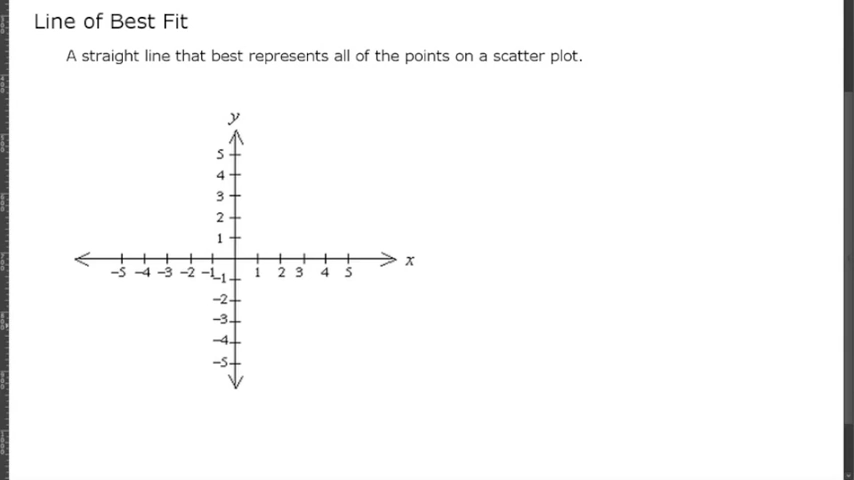 Line of Best Fit
A straight line that best represents all of the points on a scatter plot.
y
5
4
3
2
1
x
-5 -4 -3 -2 -1 1 2 3 4 5
-1
-2
-3
-4
-5